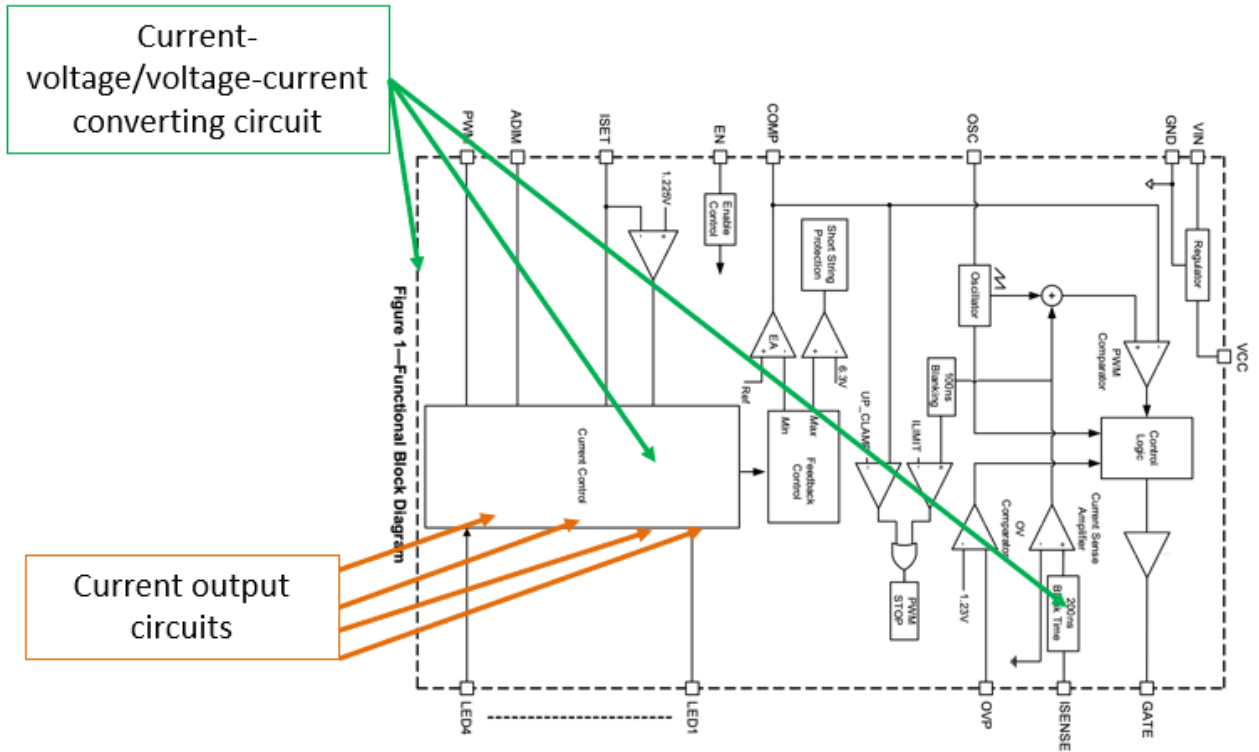 Current-
voltage/voltage-current
converting circuit
Current output
circuits
PWM
ADIM
ISET
EN
COMP
OSC
GND
VIN
VCC
1.225V
Enable
Control
Short String
Protection
EA
Ref
6.3V
Min
Max
Feedback
Control
Current Control
UP_CLAMP
ILIMIT
100ns
Blanking
PWM
STOP
Oscillator
PWM
Comparator
Control
Logic
Regulator
OV
Comparator
1.23V
Current Sense
Amplifier
200ns
Blank Time
LED4
LED1
OVP
ISENSE
GATE
Figure 1—Functional Block Diagram